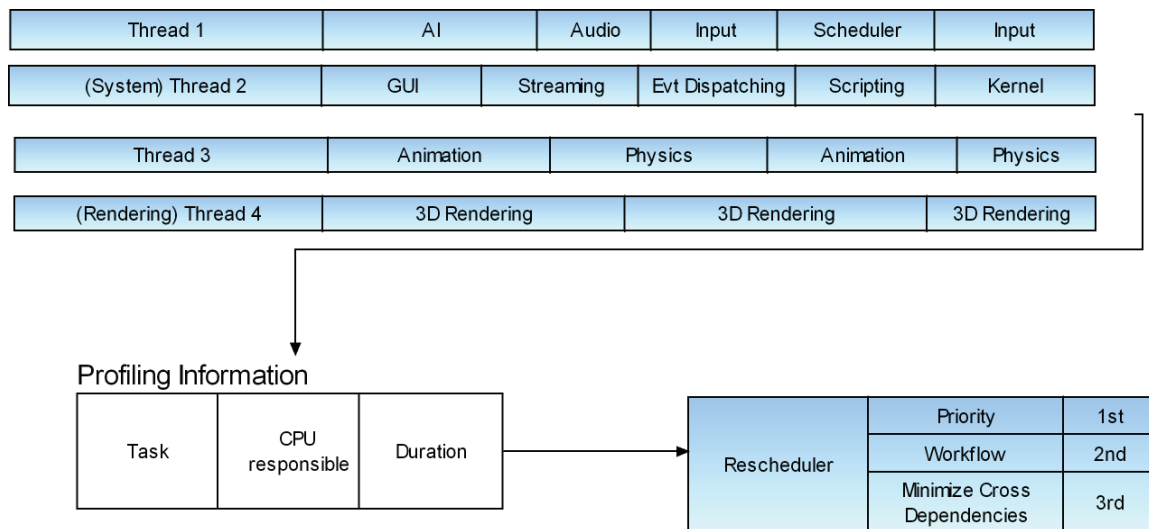 Thread 1 AI Audio Input Scheduler Input
(System) Thread 2 GUI Streaming Evt Dispatching Scripting Kernel
Thread 3 Animation Physics Animation Physics
(Rendering) Thread 4 3D Rendering 3D Rendering 3D Rendering
Profiling Information
Task
CPU
responsible
Duration
Rescheduler
Priority 1st
Workflow 2nd
Minimize Cross
Dependencies
3rd